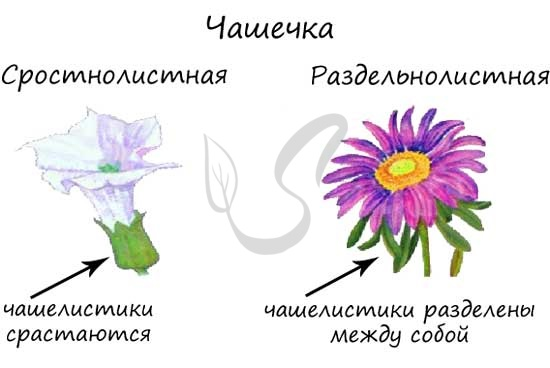 Чашечка
Сростнолистная
Раздельнолистная
чашелистики
срастаются
чашелистики разделены
между собой